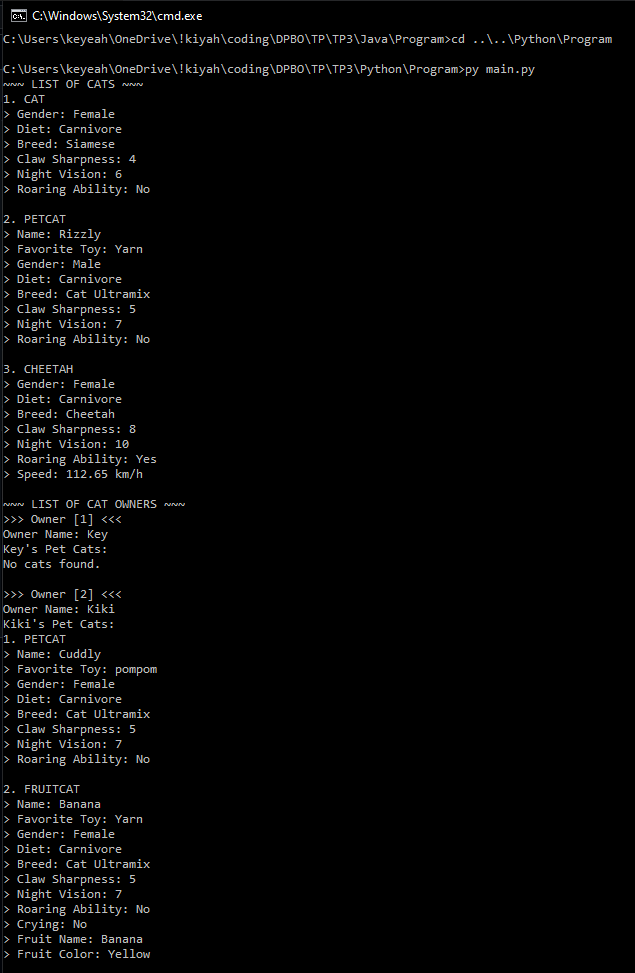 C:\Windows\System32\cmd.exe
C:\Users\keyeah\OneDrive\!kiyah\coding\DPBO\TP\TP3\Java\Program>cd ..\..\Python\Program
C:\Users\keyeah\OneDrive\!kiyah\coding\DPBO\TP\TP3\Python\Program>py main.py
~~~ LIST OF CATS ~~~
1. CAT
> Gender: Female
> Diet: Carnivore
> Breed: Siamese
> Claw Sharpness: 4
> Night Vision: 6
> Roaring Ability: No
2. PETCAT
> Name: Rizzly
> Favorite Toy: Yarn
> Gender: Male
> Diet: Carnivore
> Breed: Cat Ultramix
> Claw Sharpness: 5
> Night Vision: 7
> Roaring Ability: No
3. CHEETAH
> Gender: Female
> Diet: Carnivore
> Breed: Cheetah
> Claw Sharpness: 8
> Night Vision: 10
> Roaring Ability: Yes
> Speed: 112.65 km/h
~~~ LIST OF CAT OWNERS ~~~
>>> Owner [1] <<<
Owner Name: Key
Key's Pet Cats:
No cats found.
>>> Owner [2] <<<
Owner Name: Kiki
Kiki's Pet Cats:
1. PETCAT
> Name: Cuddly
> Favorite Toy: pompom
> Gender: Female
> Diet: Carnivore
> Breed: Cat Ultramix
> Claw Sharpness: 5
> Night Vision: 7
> Roaring Ability: No
2. FRUITCAT
> Name: Banana
> Favorite Toy: Yarn
> Gender: Female
> Diet: Carnivore
> Breed: Cat Ultramix
> Claw Sharpness: 5
> Night Vision: 7
> Roaring Ability: No
> Crying: No
> Fruit Name: Banana
> Fruit Color: Yellow